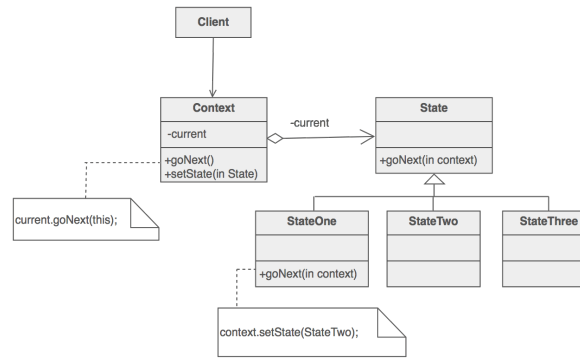 Client
Context
-current
+goNext()
+setState(in State)
-current
State
+goNext(in context)
current.goNext(this);
StateOne
+goNext(in context)
StateTwo
StateThree
context.setState(StateTwo);